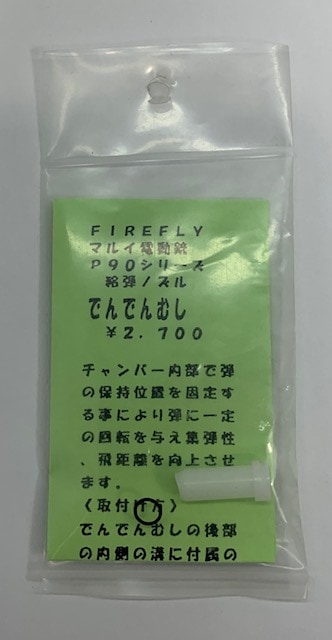 FIREFLY
マルイ電動銃
P90シリーズ
給弾ノズル
でんでんむし
¥2.700
チャンバー内部で弾
の保持位置を固定す
る事により弾に一定
の回転を与え集弾性
、飛距離を向上させ
ます。
(取付け方)
でんでんむしの後部
の内側の溝に付属の